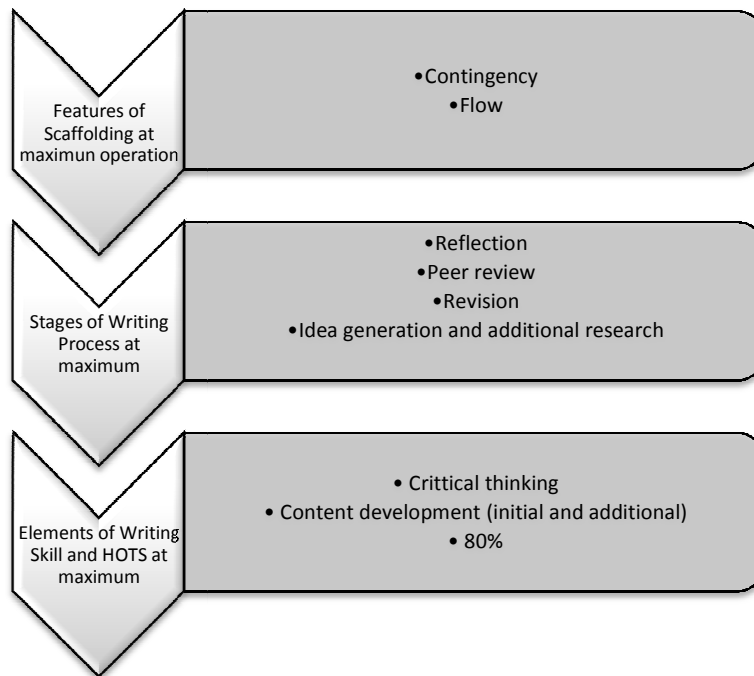 Features of
Scaffolding at
maximun operation
•Contingency
•Flow
Stages of Writing
Process at
maximum
•Reflection
•Peer review
•Revision
•Idea generation and additional research
Elements of Writing
Skill and HOTS at
maximum
• Crittical thinking
• Content development (initial and additional)
• 80%